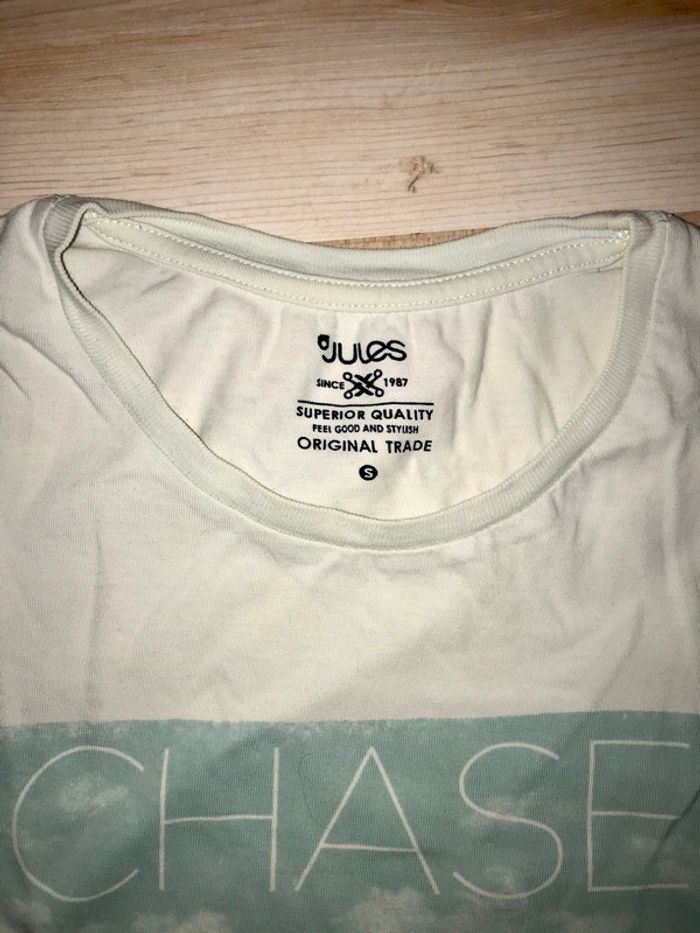 JULES
SINCE 1987
SUPERIOR QUALITY
FEEL GOOD AND STYLISH
ORIGINAL TRADE
S
CHASE